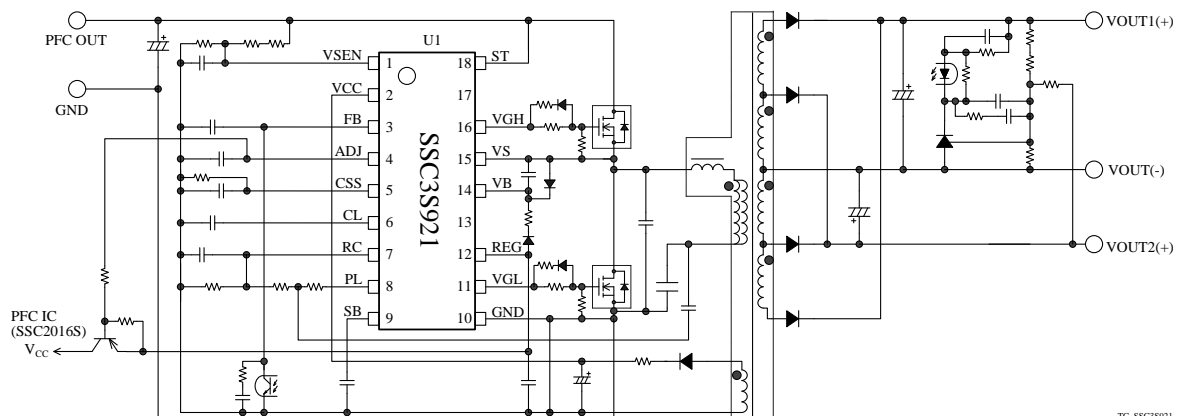 PFC OUT
GND
U1
SSC3S921
VSEN 1
VCC 2
FB 3
ADJ 4
CSS 5
CL 6
RC 7
PL 8
SB 9
18 ST
17
16 VGH
15 VS
14 VB
13
12 REG
11 VGL
10 GND
PFC IC
(SSC2016S)
VCC
VOUT1(+)
VOUT(-)
VOUT2(+)
TC_SSC3S921